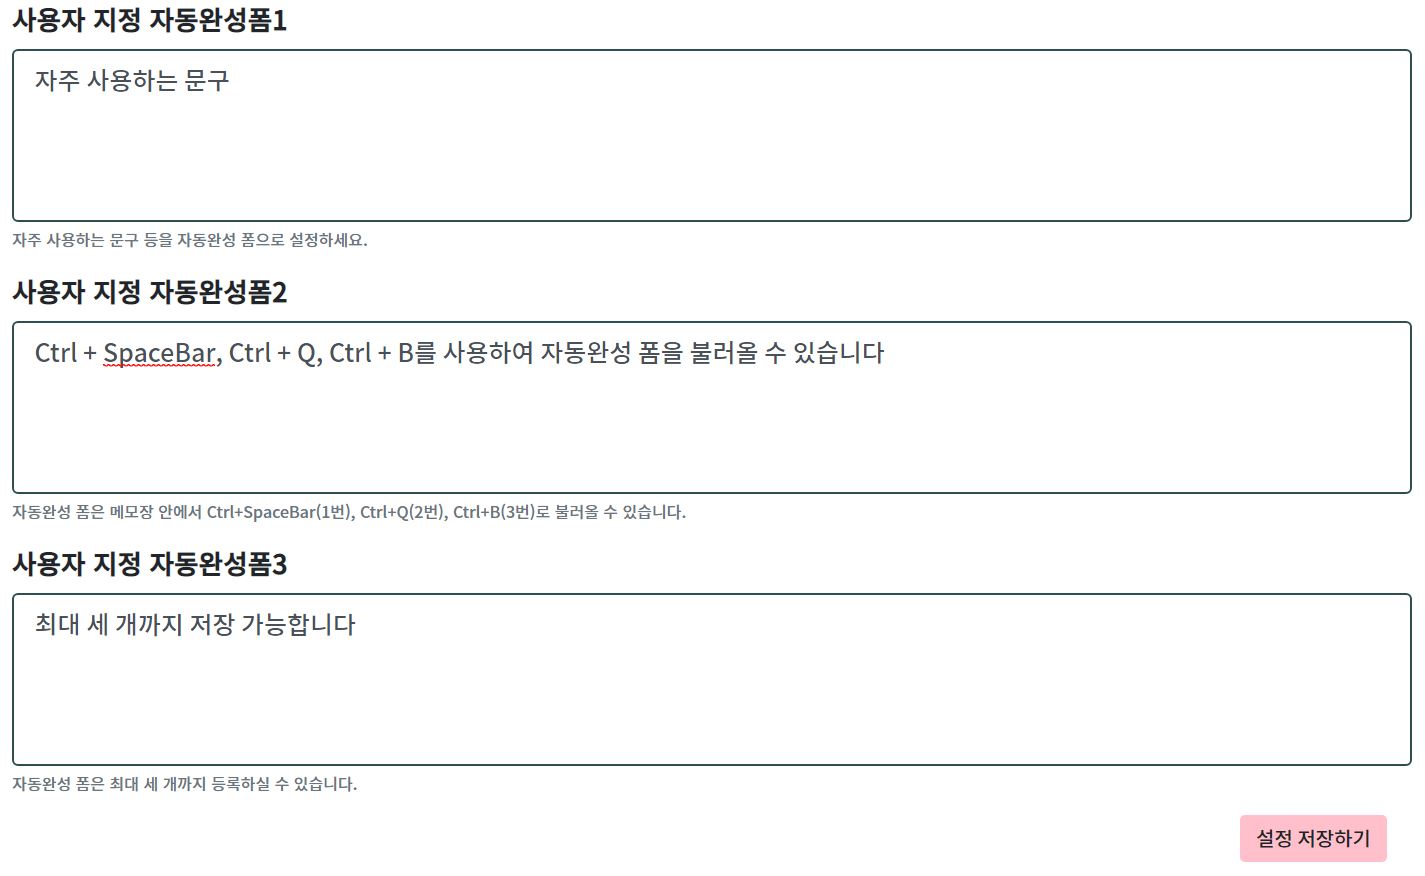 사용자 지정 자동완성폼1
자주 사용하는 문구
자주 사용하는 문구 등을 자동완성 폼으로 설정하세요.
사용자 지정 자동완성폼2
Ctrl + SpaceBar, Ctrl + Q, Ctrl + B를 사용하여 자동완성 폼을 불러올 수 있습니다
자동완성 폼은 메모장 안에서 Ctrl+SpaceBar(1번), Ctrl+Q(2번), Ctrl+B(3번)로 불러올 수 있습니다.
사용자 지정 자동완성폼3
최대 세 개까지 저장 가능합니다
자동완성 폼은 최대 세 개까지 등록하실 수 있습니다.
설정 저장하기